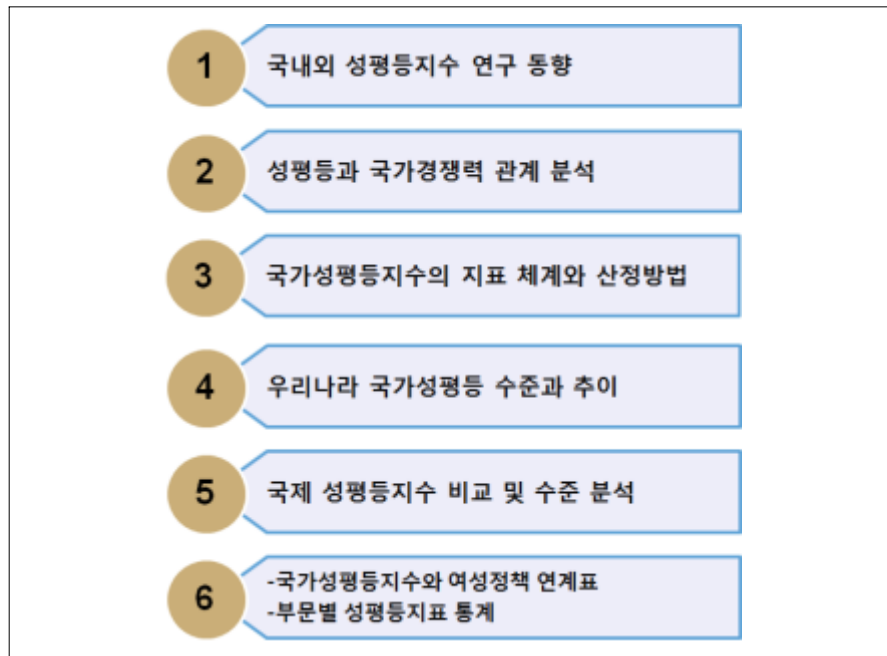 1
국내외 성평등지수 연구 동향
2
성평등과 국가경쟁력 관계 분석
3
국가성평등지수의 지표 체계와 산정방법
4
우리나라 국가성평등 수준과 추이
5
국제 성평등지수 비교 및 수준 분석
6
-국가성평등지수와 여성정책 연계표
-부문별 성평등지표 통계